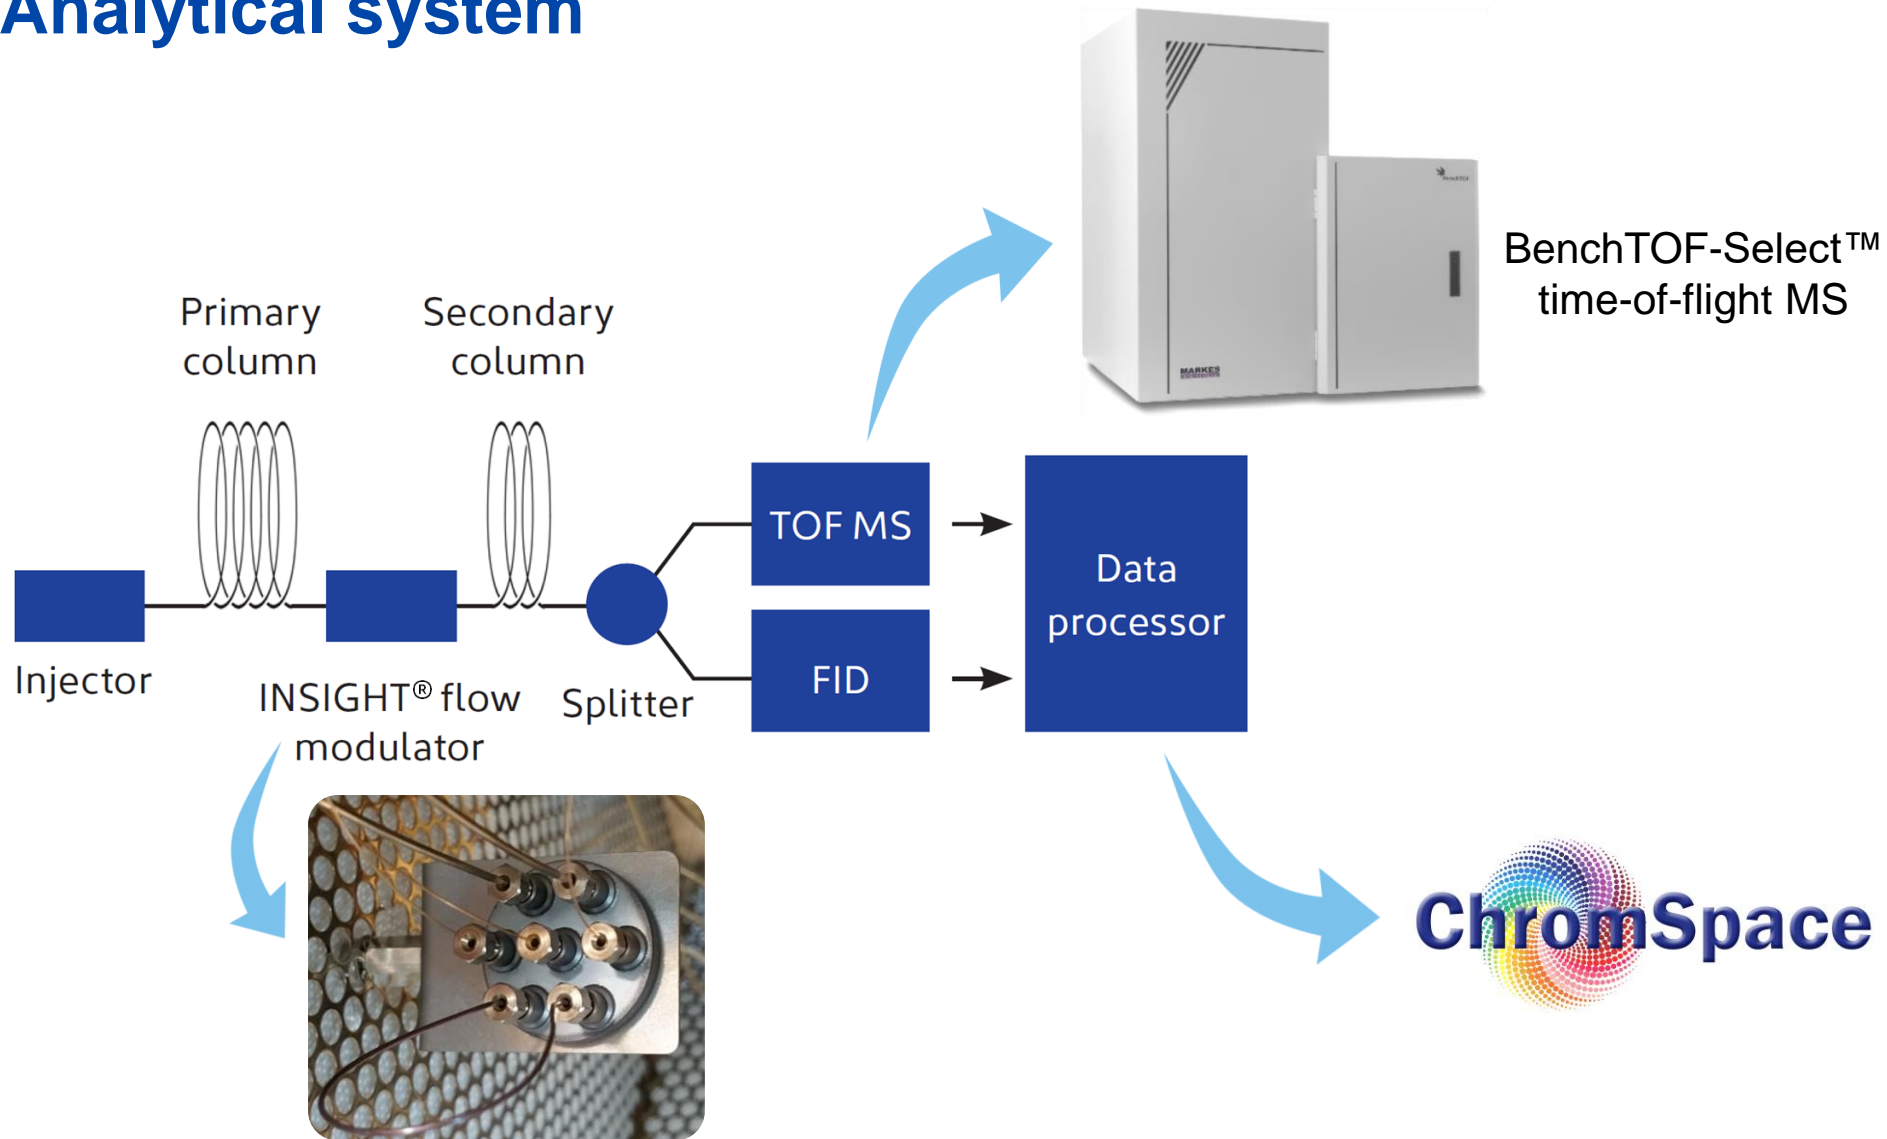 Analytical system
BenchTOF-Select™
time-of-flight MS
MARKES
Primary
column
Secondary
column
TOF MS
Data
processor
FID
Injector
INSIGHT® flow
modulator
Splitter
ChromSpace